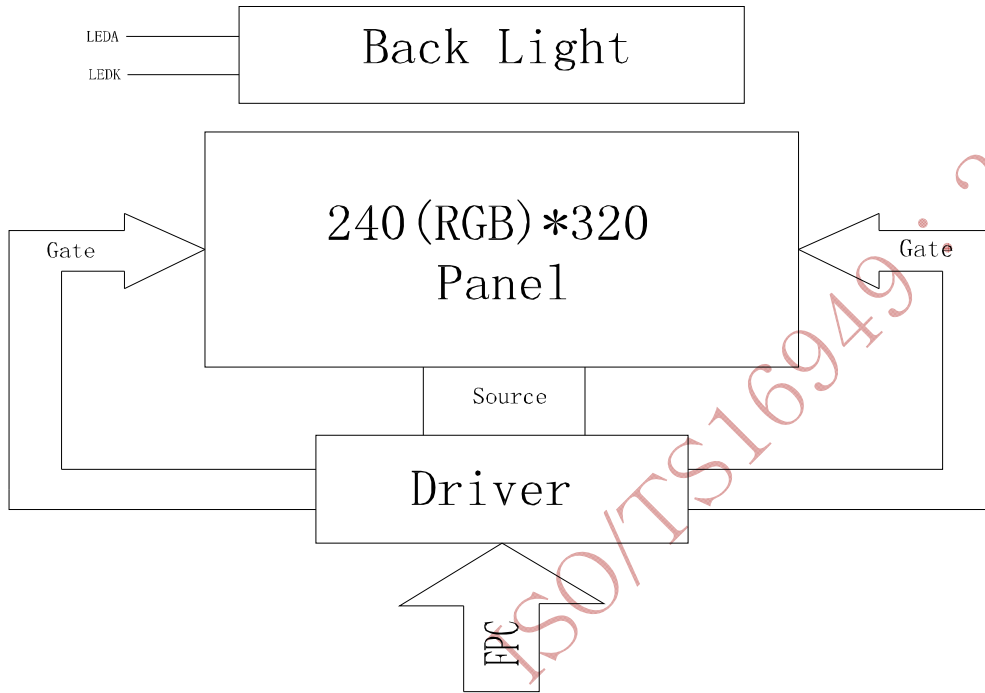 LEDA
Back Light
LEDK
240(RGB)*320
Panel
Gate
Gate
Source
Driver
FPC
ISO/TS16949 :